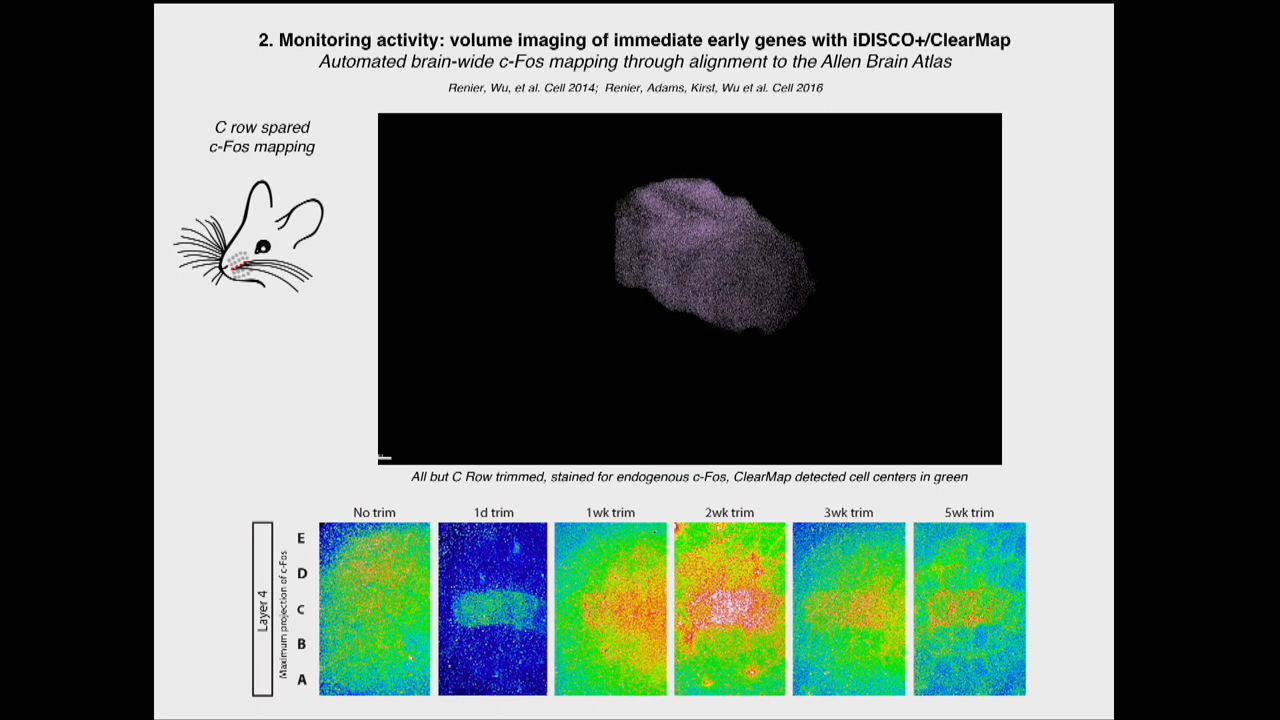 2. Monitoring activity: volume imaging of immediate early genes with iDISCO+/ClearMap
Automated brain-wide c-Fos mapping through alignment to the Allen Brain Atlas
Renier, Wu, et al. Cell 2014; Renier, Adams, Kirst, Wu et al. Cell 2016
C row spared
c-Fos mapping
All but C Row trimmed, stained for endogenous c-Fos, ClearMap detected cell centers in green
No trim 1d trim 1wk trim 2wk trim 3wk trim 5wk trim
Layer 4
Maximum projection of c-Fos
E
D
C
B
A